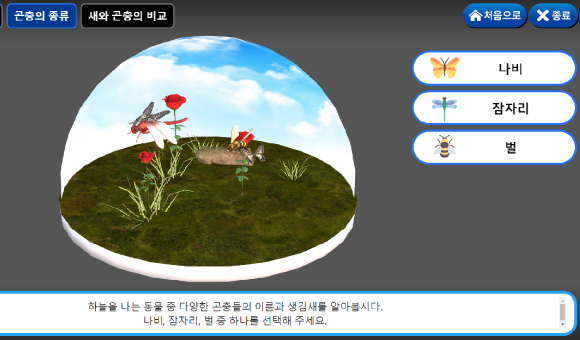 곤충의 종류
새와 곤충의 비교
처음으로
종료
나비
잠자리
벌
하늘을 나는 동물 중 다양한 곤충들의 이름과 생김새를 알아봅시다.
나비, 잠자리, 벌 중 하나를 선택해 주세요.